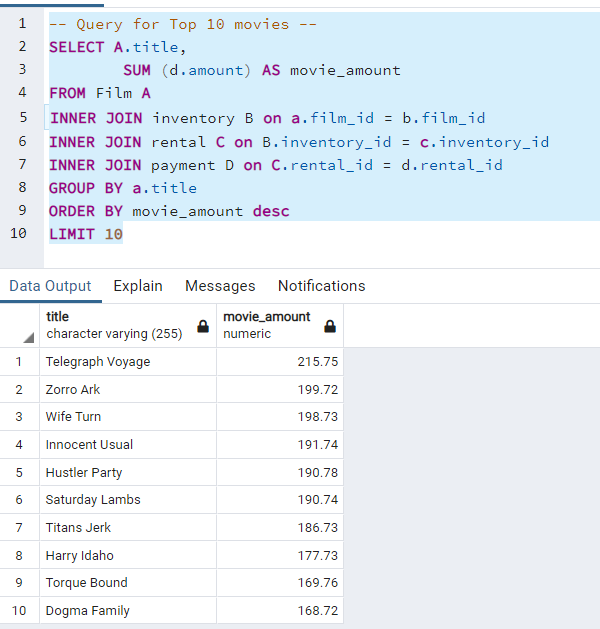 1 -- Query for Top 10 movies --
2 SELECT A.title,
3 SUM (d.amount) AS movie_amount
4 FROM Film A
5 INNER JOIN inventory B on a.film_id = b.film_id
6 INNER JOIN rental C on B.inventory_id = c.inventory_id
7 INNER JOIN payment D on C.rental_id = d.rental_id
8 GROUP BY a.title
9 ORDER BY movie_amount desc
10 LIMIT 10
Data Output Explain Messages Notifications
title movie_amount
character varying (255) numeric
1 Telegraph Voyage 215.75
2 Zorro Ark 199.72
3 Wife Turn 198.73
4 Innocent Usual 191.74
5 Hustler Party 190.78
6 Saturday Lambs 190.74
7 Titans Jerk 186.73
8 Harry Idaho 177.73
9 Torque Bound 169.76
10 Dogma Family 168.72